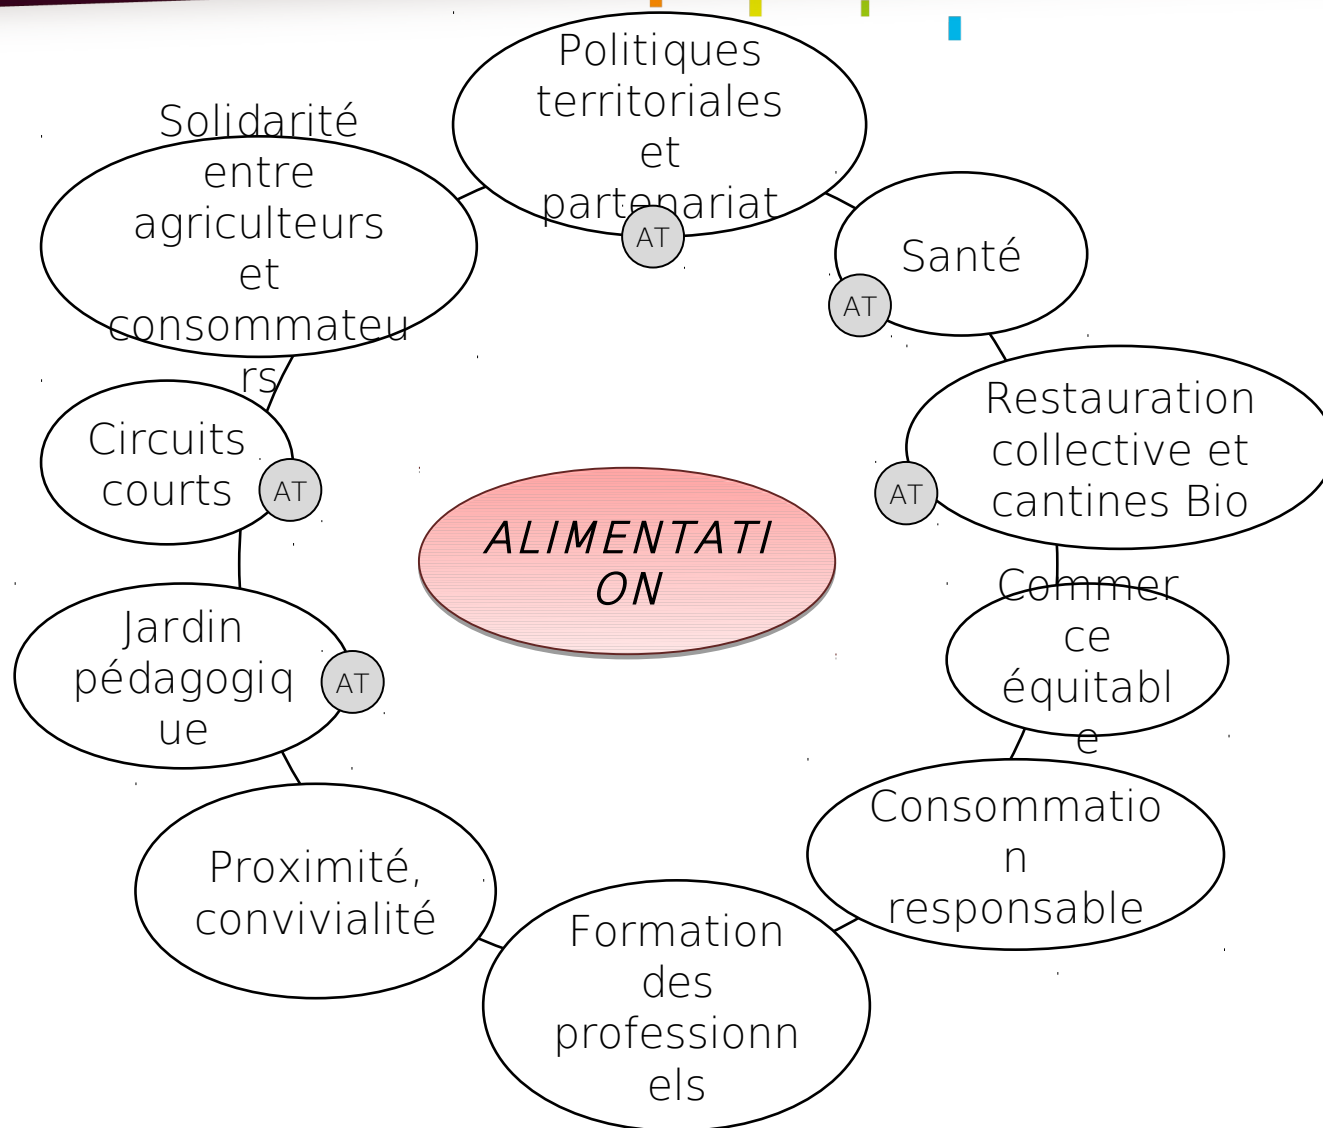 Politiques
territoriales
et
partenariat
AT
Santé
AT
Restauration
collective et
cantines Bio
AT
Commer
ce
équitabl
e
Consommatio
n
responsable
Formation
des
professionn
els
Proximité,
convivialité
Jardin
pédagogiq
ue
AT
Circuits
courts
AT
Solidarité
entre
agriculteurs
et
consommateu
rs
ALIMENTATI
ON